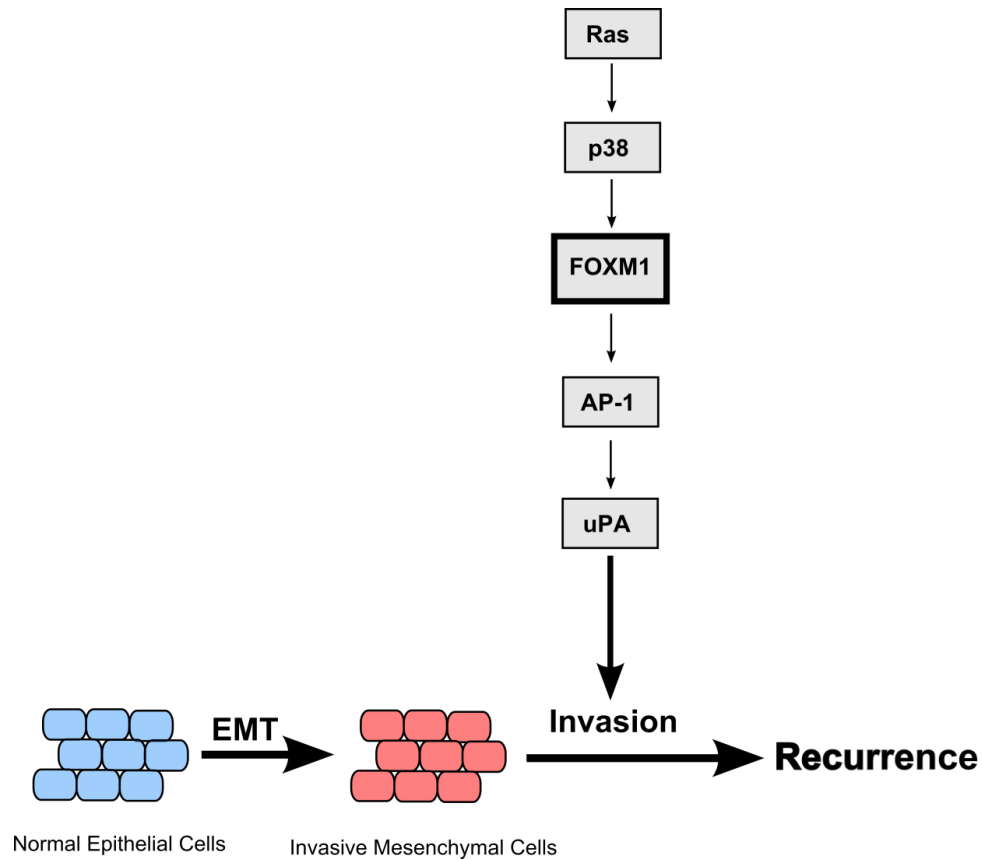 Ras
p38
FOXM1
AP-1
uPA
EMT
Invasion
Recurrence
Normal Epithelial Cells
Invasive Mesenchymal Cells